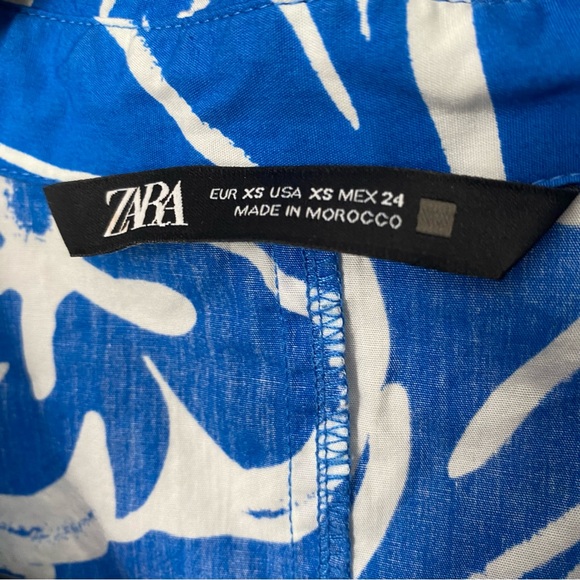 ZARA
EUR XS USA XS MEX 24
MADE IN MOROCCO